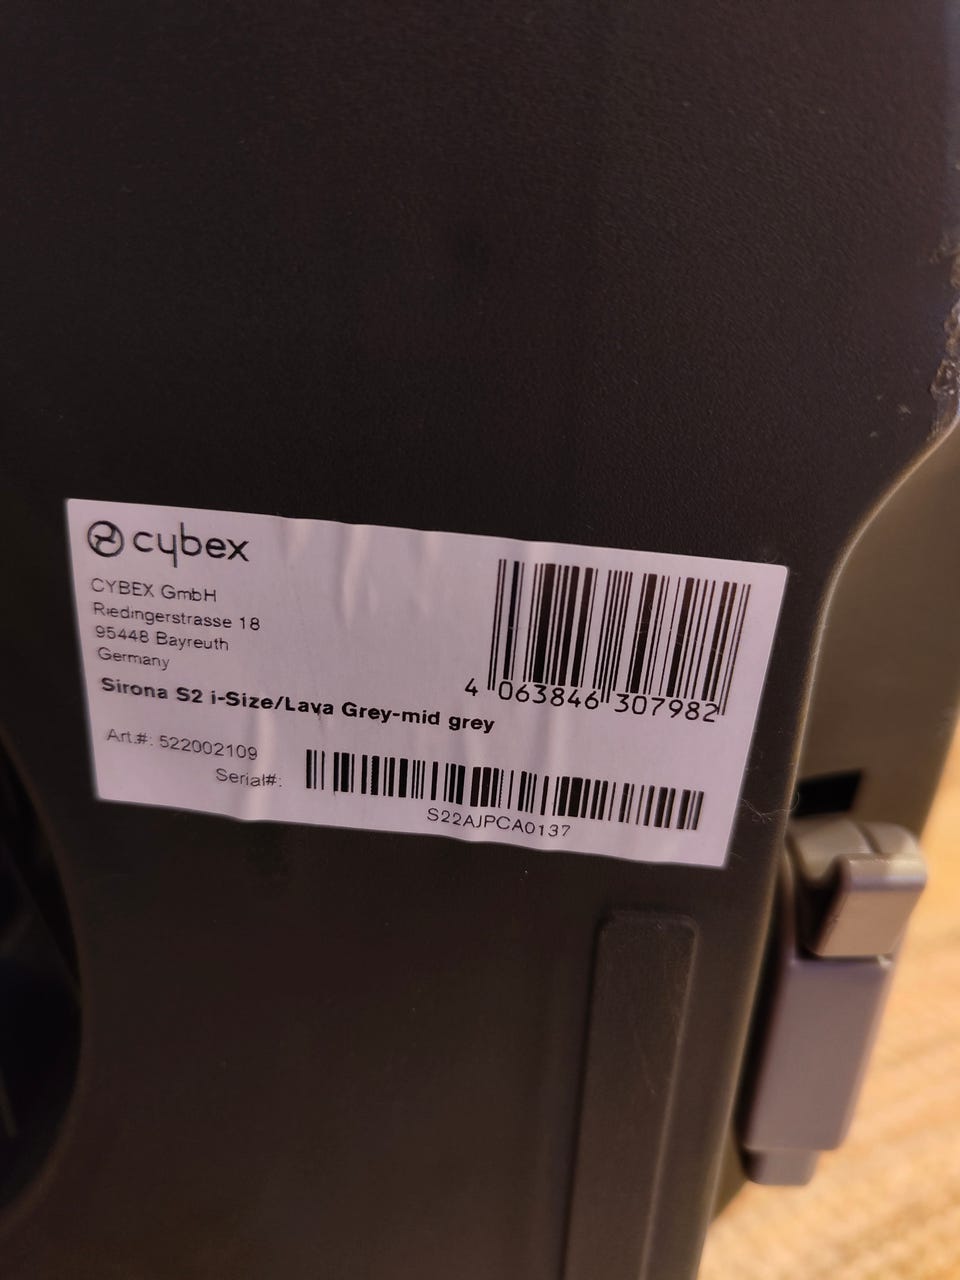 cybex
CYBEX GmbH
Riedingerstrasse 18
95448 Bayreuth
Germany
Sirona S2 i-Size/Lava Grey-mid grey
Art.#: 522002109
Serial#:
4 063846 307982
S22AJPCA0137